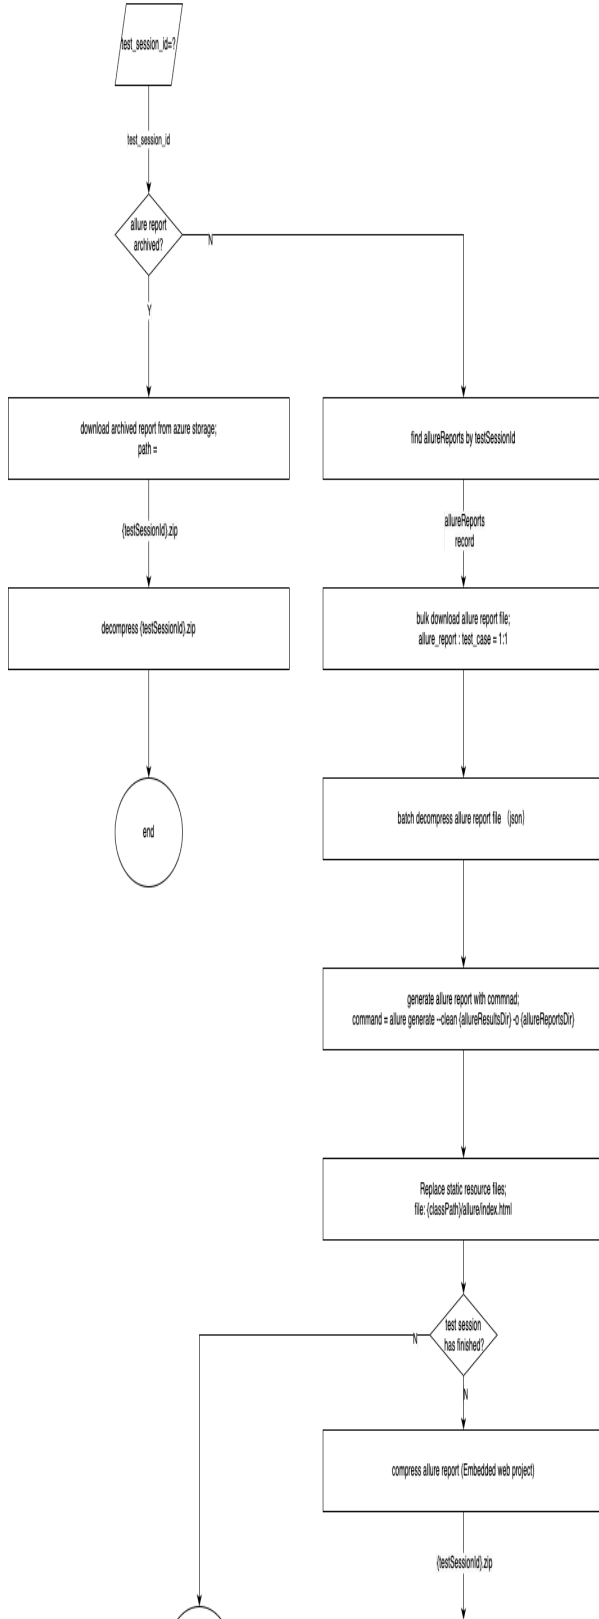 test_session_id=?
test_session_id
allure report
archived?
N
Y
download archived report from azure storage;
path =
find allureReports by testSessionId
{testSessionId}.zip
allureReports
record
decompress {testSessionId}.zip
bulk download allure report file;
allure_report : test_case = 1:1
end
batch decompress allure report file （json）
generate allure report with commnad;
command = allure generate --clean {allureResultsDir} -o {allureReportsDir}
Replace static resource files;
file: {classPath}/allure/index.html
test session
has finished?
N
N
compress allure report (Embedded web project)
{testSessionId}.zip